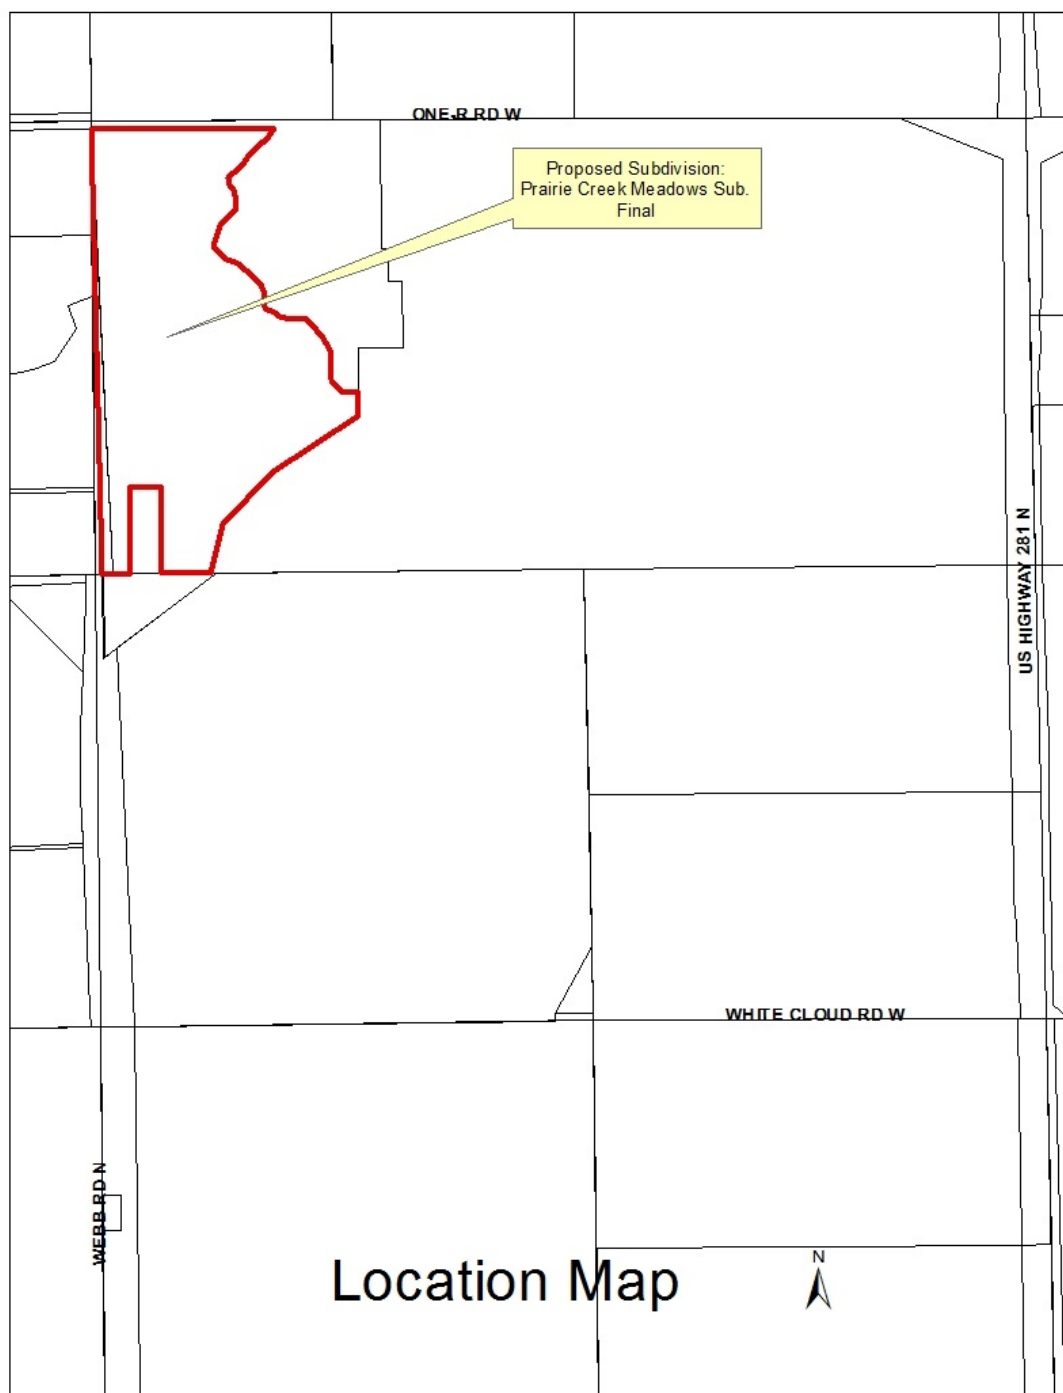 ONE-R RD W
Proposed Subdivision:
Prairie Creek Meadows Sub.
Final
US HIGHWAY 281 N
WHITE CLOUD RD W
WEBB RD N
Location Map
N